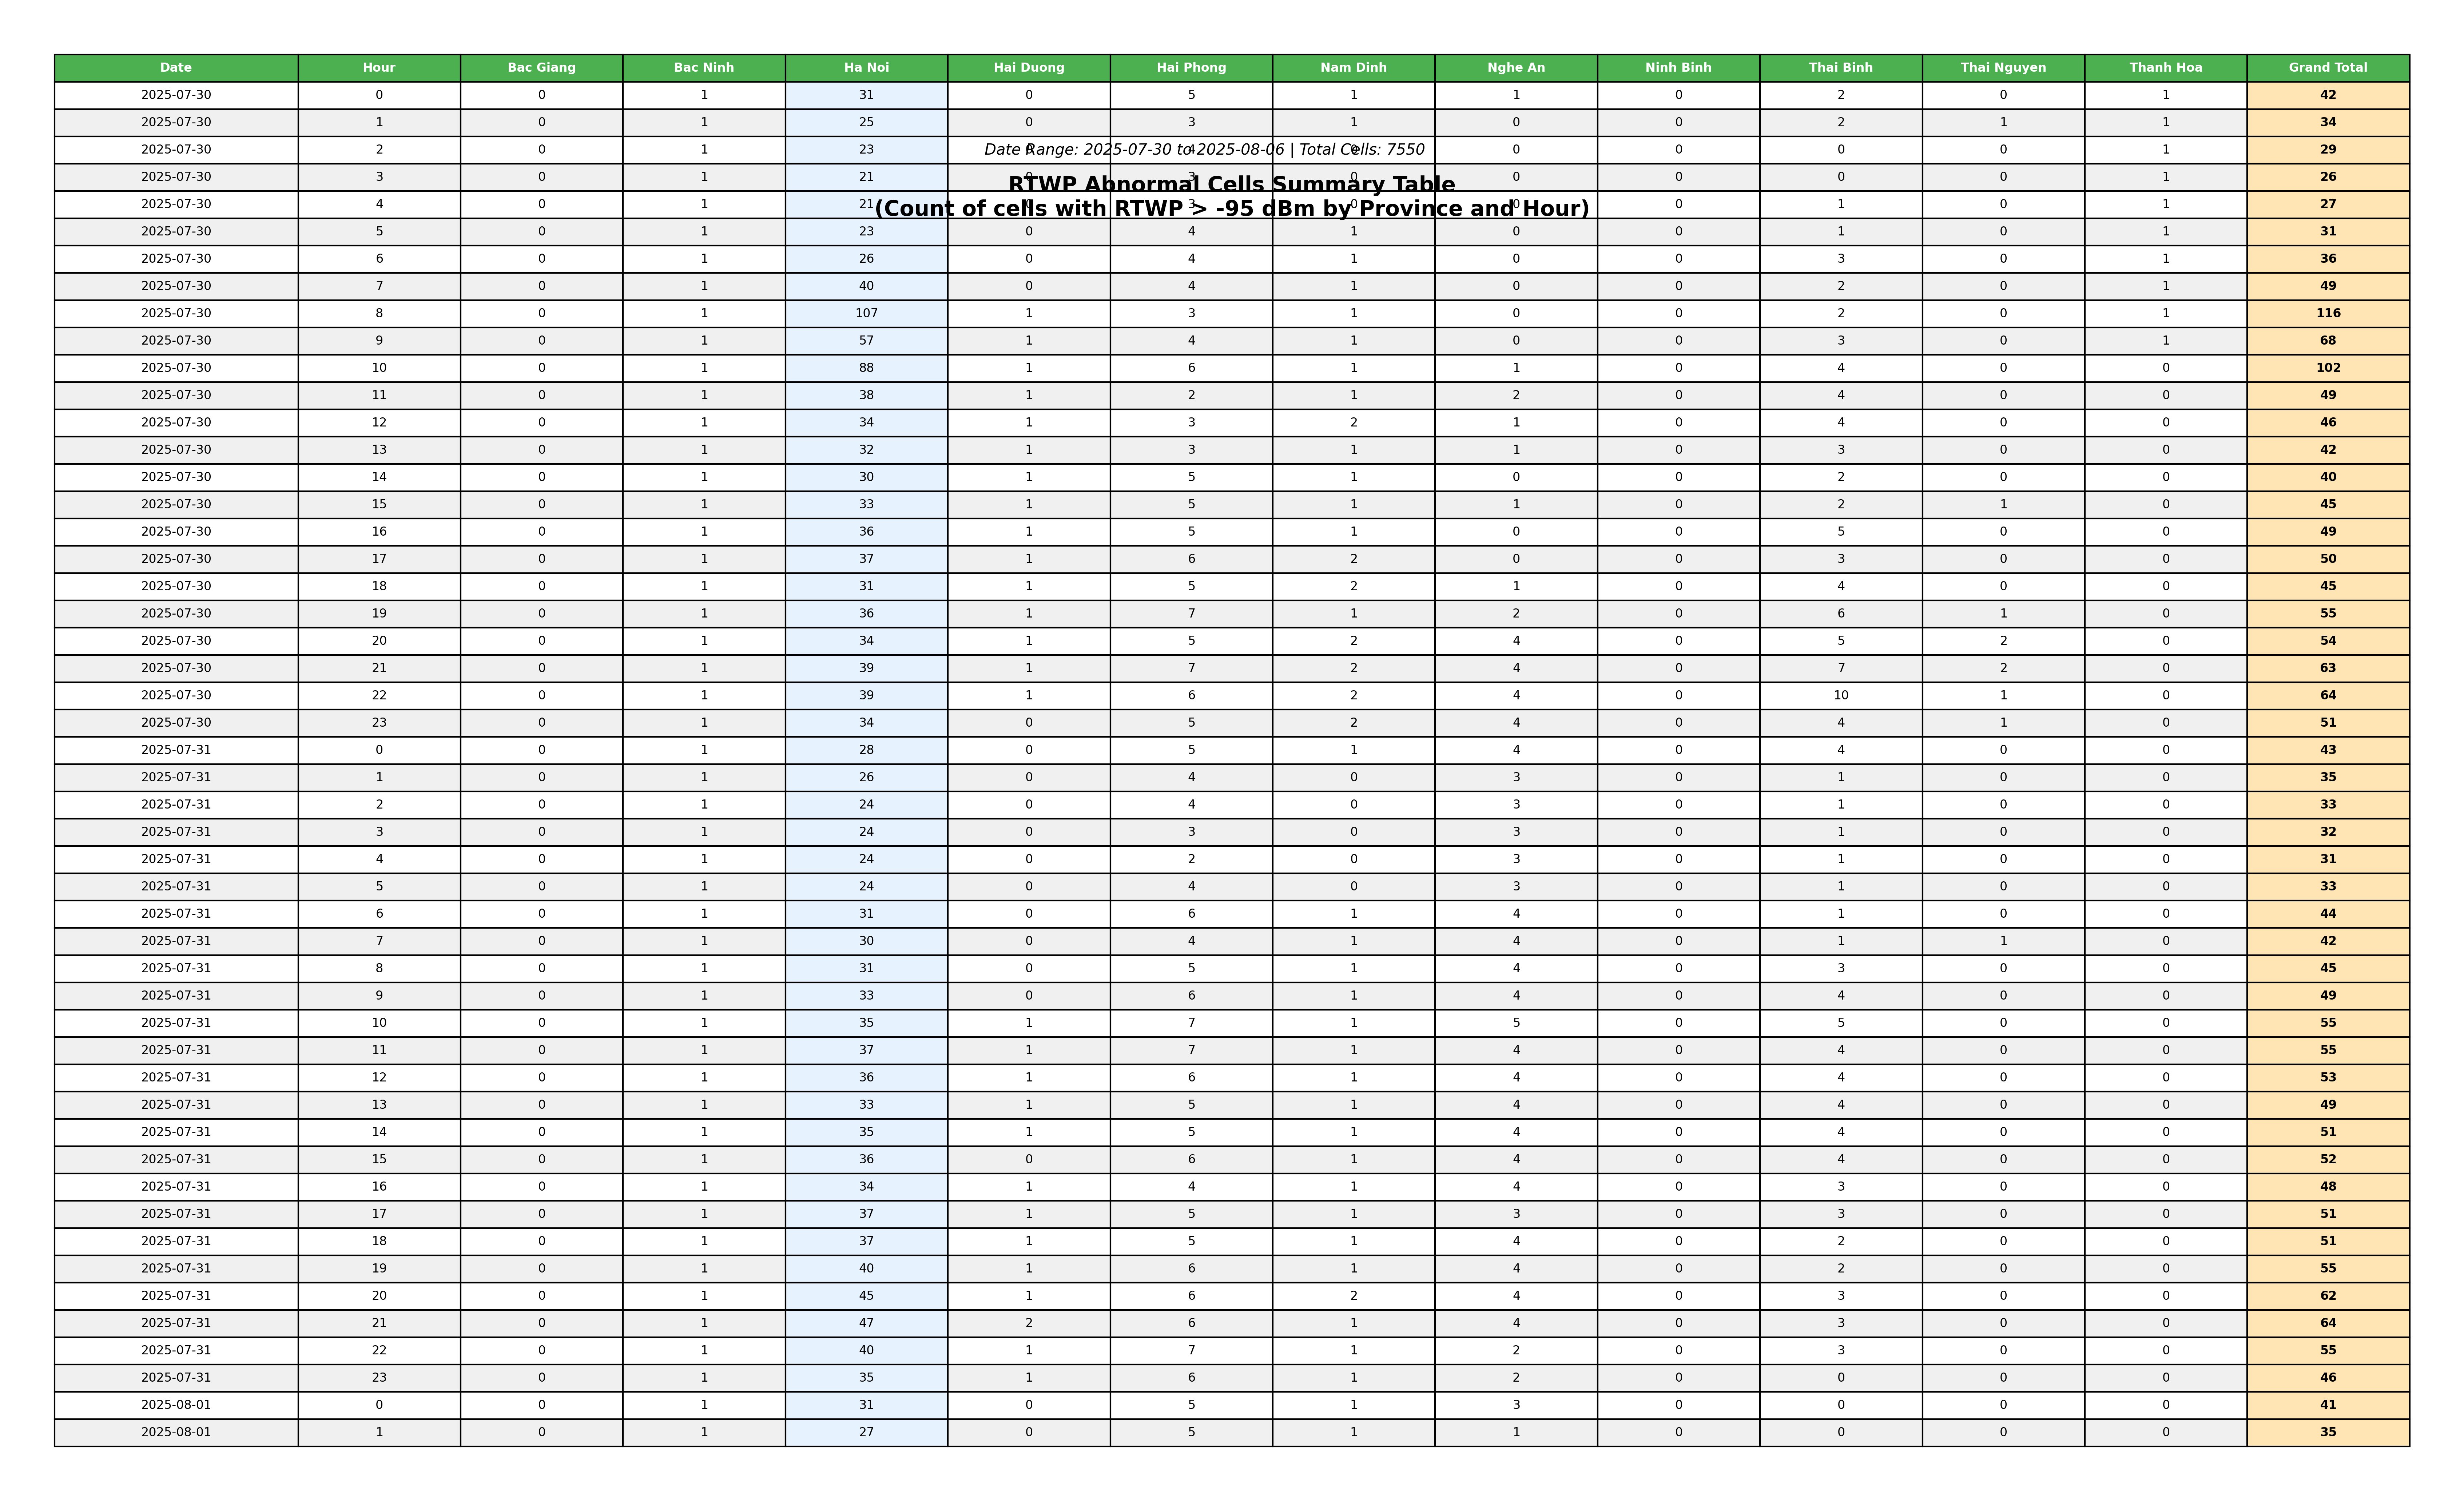 Date Hour Bac Giang Bac Ninh Ha Noi Hai Duong Hai Phong Nam Dinh Nghe An Ninh Binh Thai Binh Thai Nguyen Thanh Hoa Grand Total
2025-07-30 0 0 1 31 0 5 1 1 0 2 0 1 42
2025-07-30 1 0 1 25 0 3 1 0 0 2 1 1 34
2025-07-30 2 0 1 23 0 4 0 0 0 0 0 1 29
Date Range: 2025-07-30 to 2025-08-06 | Total Cells: 7550
2025-07-30 3 0 1 21 0 3 0 0 0 0 0 1 26
RTWP Abnormal Cells Summary Table
2025-07-30 4 0 1 21 0 3 0 0 0 1 0 1 27
(Count of cells with RTWP > -95 dBm by Province and Hour)
2025-07-30 5 0 1 23 0 4 1 0 0 1 0 1 31
2025-07-30 6 0 1 26 0 4 1 0 0 3 0 1 36
2025-07-30 7 0 1 40 0 4 1 0 0 2 0 1 49
2025-07-30 8 0 1 107 1 3 1 0 0 2 0 1 116
2025-07-30 9 0 1 57 1 4 1 0 0 3 0 1 68
2025-07-30 10 0 1 88 1 6 1 1 0 4 0 0 102
2025-07-30 11 0 1 38 1 2 1 2 0 4 0 0 49
2025-07-30 12 0 1 34 1 3 2 1 0 4 0 0 46
2025-07-30 13 0 1 32 1 3 1 1 0 3 0 0 42
2025-07-30 14 0 1 30 1 5 1 0 0 2 0 0 40
2025-07-30 15 0 1 33 1 5 1 1 0 2 1 0 45
2025-07-30 16 0 1 36 1 5 1 0 0 5 0 0 49
2025-07-30 17 0 1 37 1 6 2 0 0 3 0 0 50
2025-07-30 18 0 1 31 1 5 2 1 0 4 0 0 45
2025-07-30 19 0 1 36 1 7 1 2 0 6 1 0 55
2025-07-30 20 0 1 34 1 5 2 4 0 5 2 0 54
2025-07-30 21 0 1 39 1 7 2 4 0 7 2 0 63
2025-07-30 22 0 1 39 1 6 2 4 0 10 1 0 64
2025-07-30 23 0 1 34 0 5 2 4 0 4 1 0 51
2025-07-31 0 0 1 28 0 5 1 4 0 4 0 0 43
2025-07-31 1 0 1 26 0 4 0 3 0 1 0 0 35
2025-07-31 2 0 1 24 0 4 0 3 0 1 0 0 33
2025-07-31 3 0 1 24 0 3 0 3 0 1 0 0 32
2025-07-31 4 0 1 24 0 2 0 3 0 1 0 0 31
2025-07-31 5 0 1 24 0 4 0 3 0 1 0 0 33
2025-07-31 6 0 1 31 0 6 1 4 0 1 0 0 44
2025-07-31 7 0 1 30 0 4 1 4 0 1 1 0 42
2025-07-31 8 0 1 31 0 5 1 4 0 3 0 0 45
2025-07-31 9 0 1 33 0 6 1 4 0 4 0 0 49
2025-07-31 10 0 1 35 1 7 1 5 0 5 0 0 55
2025-07-31 11 0 1 37 1 7 1 4 0 4 0 0 55
2025-07-31 12 0 1 36 1 6 1 4 0 4 0 0 53
2025-07-31 13 0 1 33 1 5 1 4 0 4 0 0 49
2025-07-31 14 0 1 35 1 5 1 4 0 4 0 0 51
2025-07-31 15 0 1 36 0 6 1 4 0 4 0 0 52
2025-07-31 16 0 1 34 1 4 1 4 0 3 0 0 48
2025-07-31 17 0 1 37 1 5 1 3 0 3 0 0 51
2025-07-31 18 0 1 37 1 5 1 4 0 2 0 0 51
2025-07-31 19 0 1 40 1 6 1 4 0 2 0 0 55
2025-07-31 20 0 1 45 1 6 2 4 0 3 0 0 62
2025-07-31 21 0 1 47 2 6 1 4 0 3 0 0 64
2025-07-31 22 0 1 40 1 7 1 2 0 3 0 0 55
2025-07-31 23 0 1 35 1 6 1 2 0 0 0 0 46
2025-08-01 0 0 1 31 0 5 1 3 0 0 0 0 41
2025-08-01 1 0 1 27 0 5 1 1 0 0 0 0 35